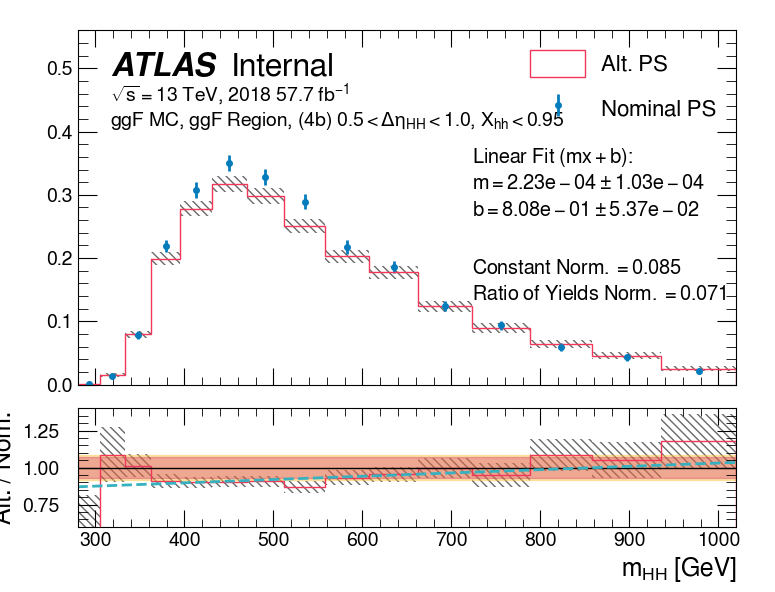 ATLAS Internal
√s = 13 TeV, 2018 57.7 fb⁻¹
ggF MC, ggF Region, (4b) 0.5 < Δη_HH < 1.0, X_hh < 0.95
Alt. PS
Nominal PS
Linear Fit (mx + b):
m = 2.23e − 04 ± 1.03e − 04
b = 8.08e − 01 ± 5.37e − 02
Constant Norm. = 0.085
Ratio of Yields Norm. = 0.071
0.5
0.4
0.3
0.2
0.1
0.0
Alt. / Nom.
1.25
1.00
0.75
300 400 500 600 700 800 900 1000
m_HH [GeV]